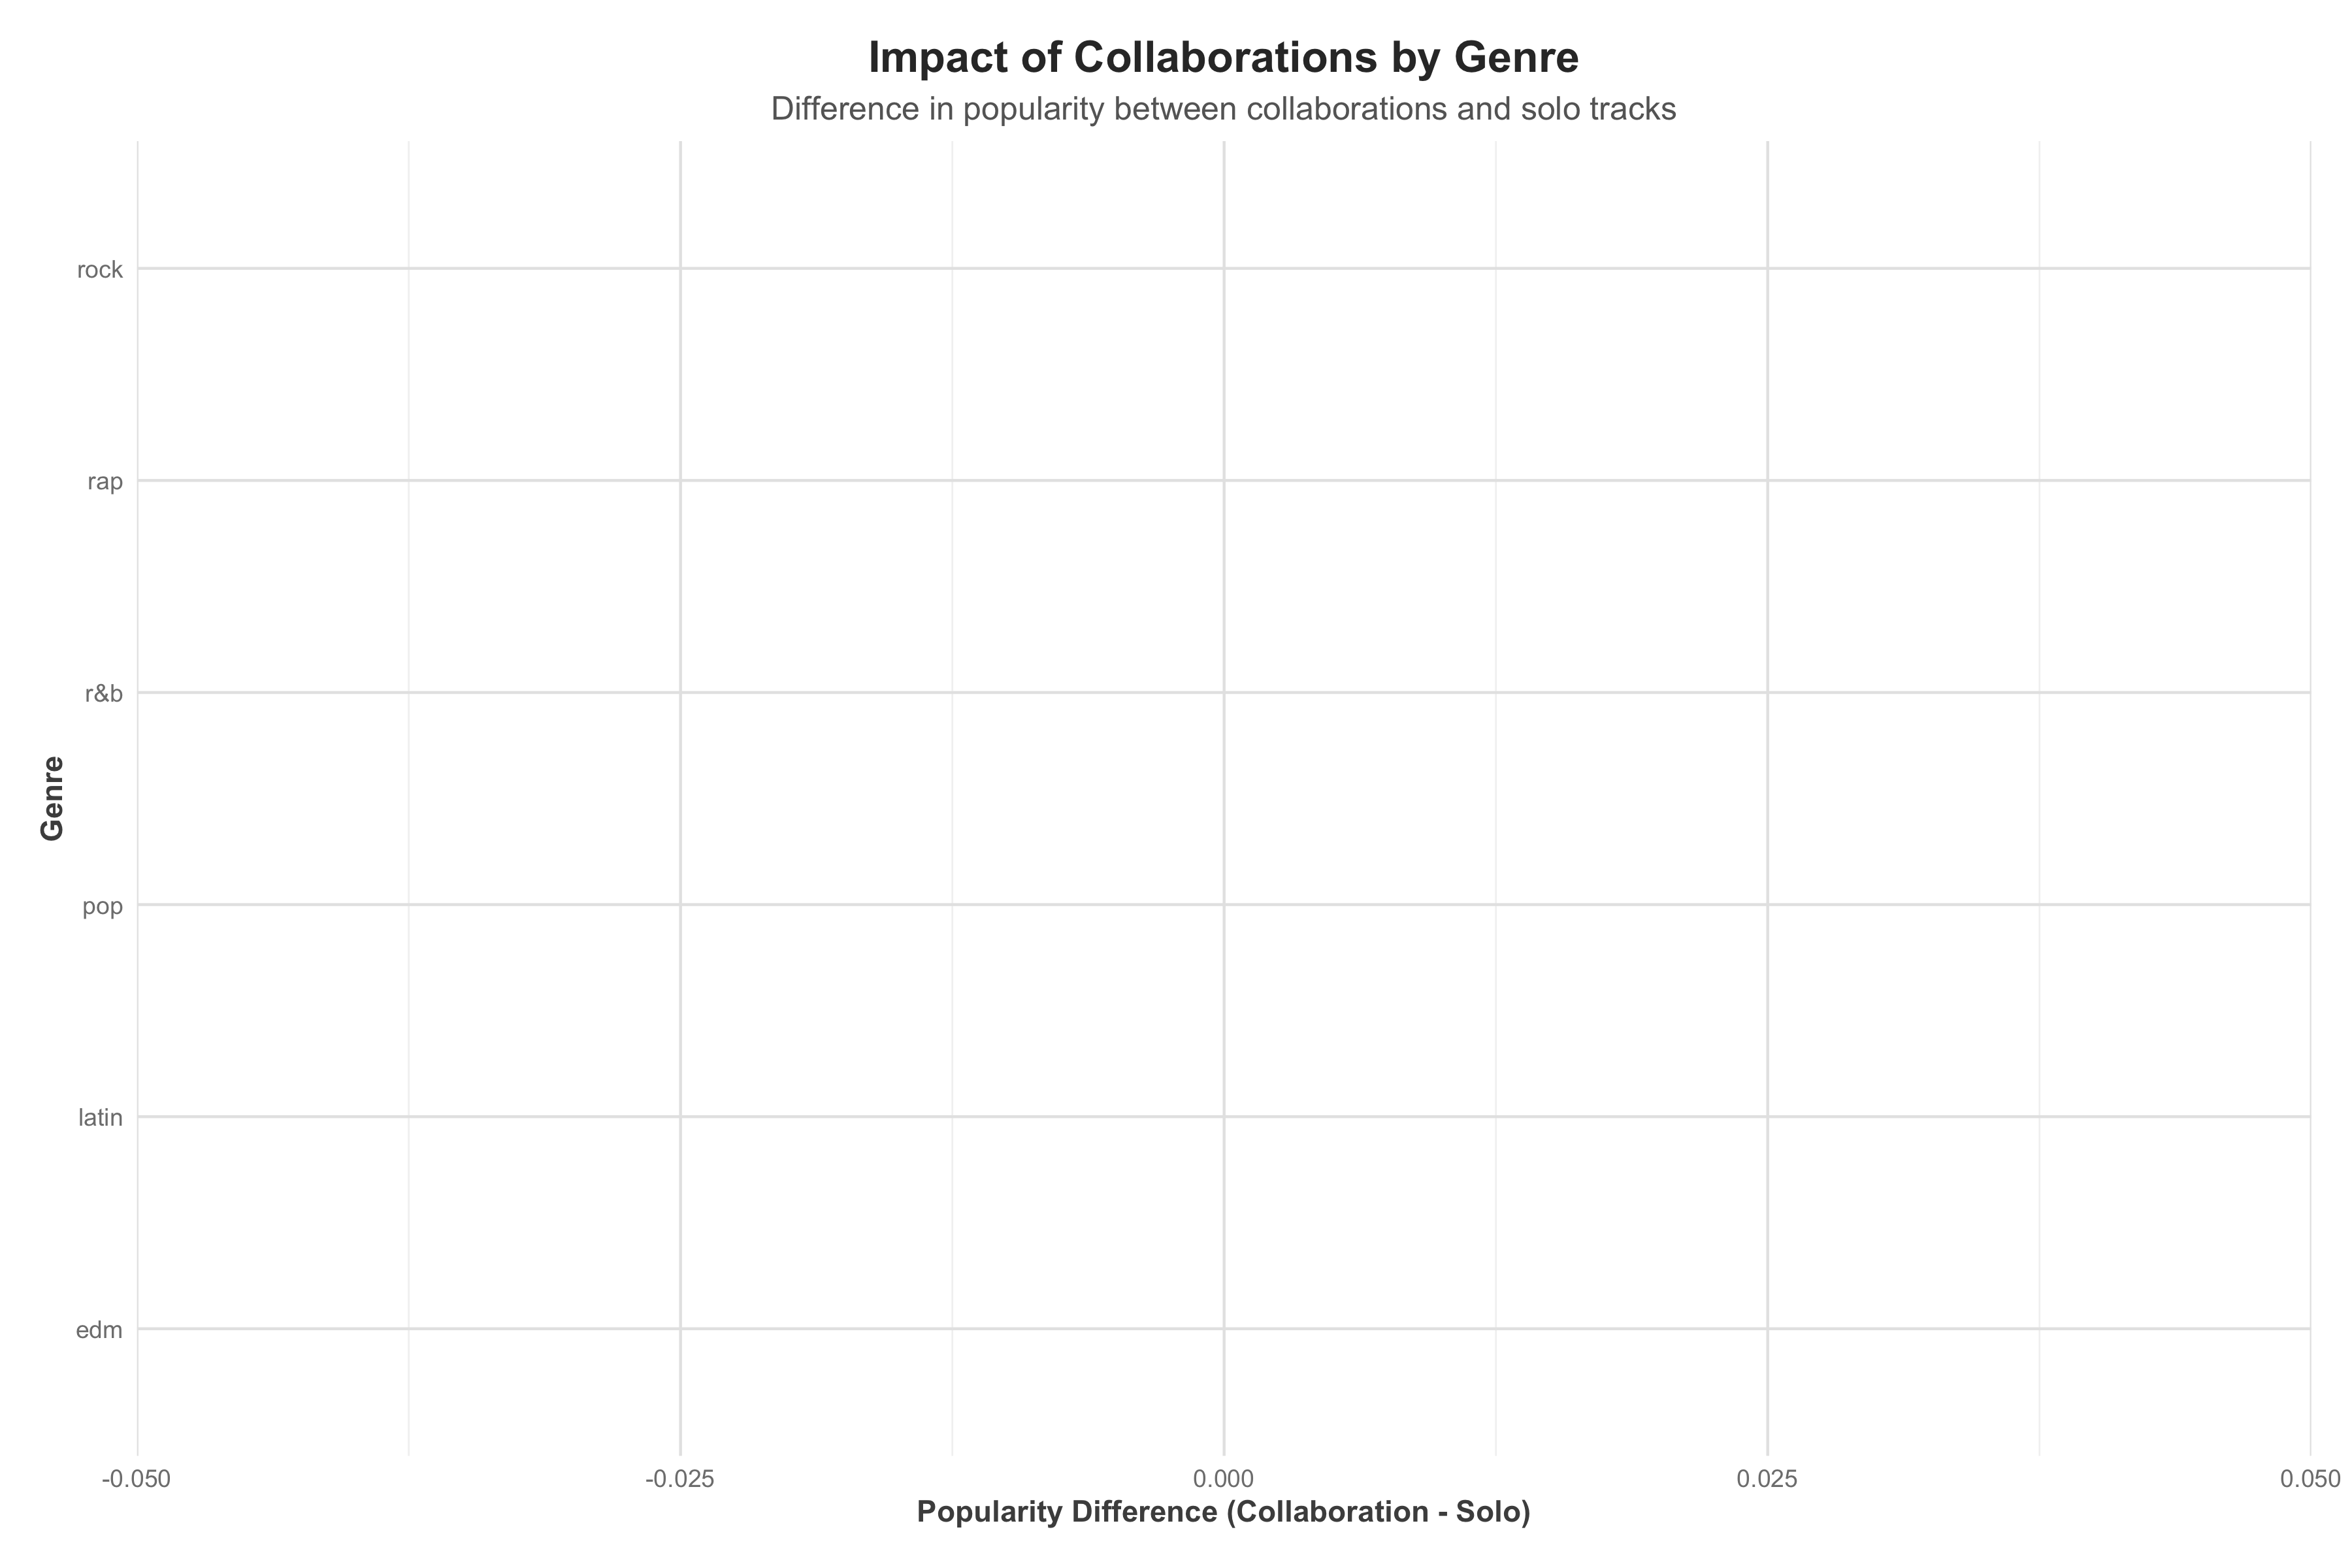 Impact of Collaborations by Genre
Difference in popularity between collaborations and solo tracks
rock
rap
r&b
Genre
pop
latin
edm
-0.050 -0.025 0.000 0.025 0.050
Popularity Difference (Collaboration - Solo)